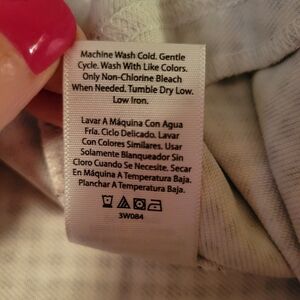 Machine Wash Cold. Gentle
Cycle. Wash With Like Colors.
Only Non-Chlorine Bleach
When Needed. Tumble Dry Low.
Low Iron.
Lavar A Máquina Con Agua
Fría. Ciclo Delicado. Lavar
Con Colores Similares. Usar
Solamente Blanqueador Sin
Cloro Cuando Se Necesite. Secar
En Máquina A Temperatura Baja.
Planchar A Temperatura Baja.
3W084